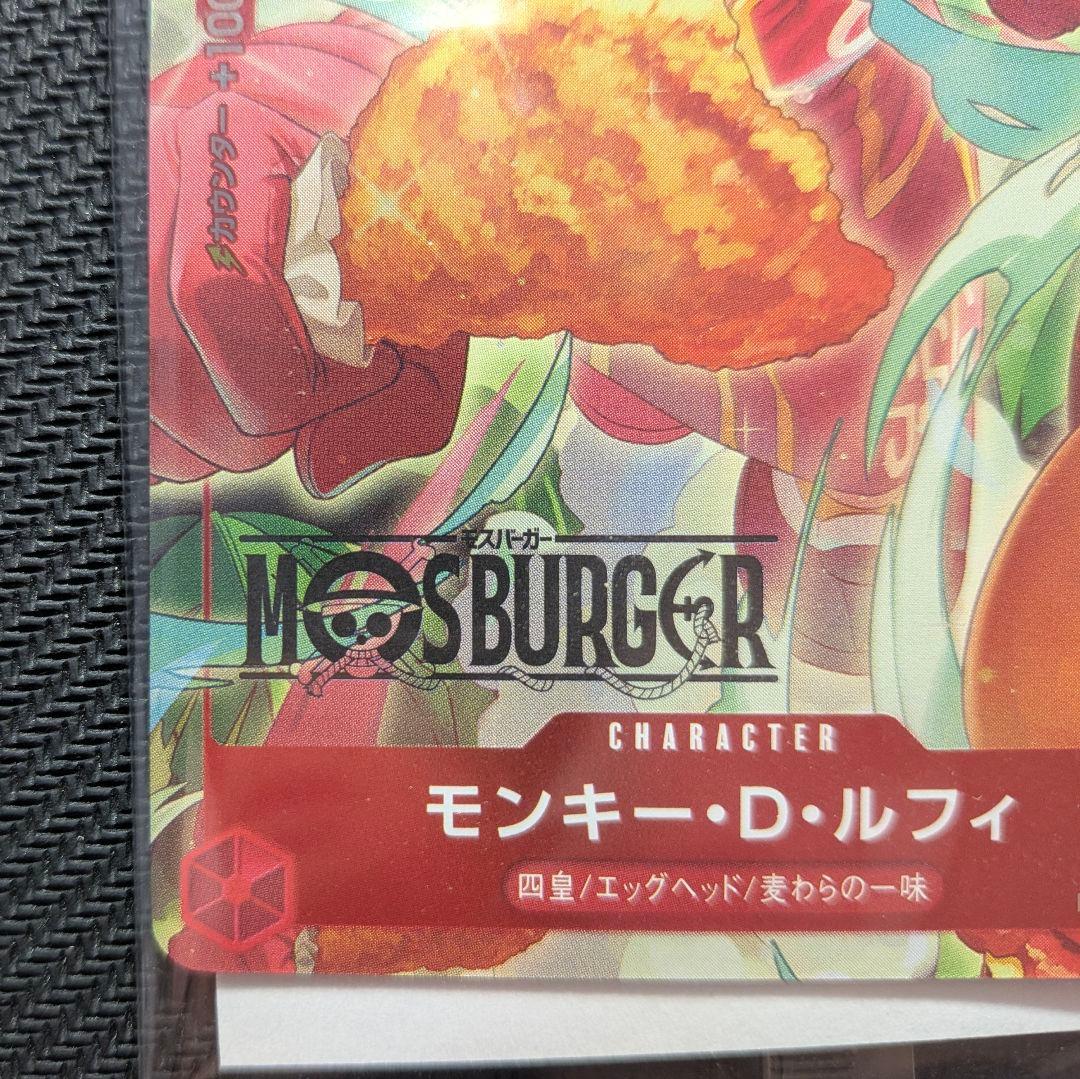 カウンター+100
モスバーガー
MOSBURGER
CHARACTER
モンキー・D・ルフィ
四皇/エッグヘッド/麦わらの一味